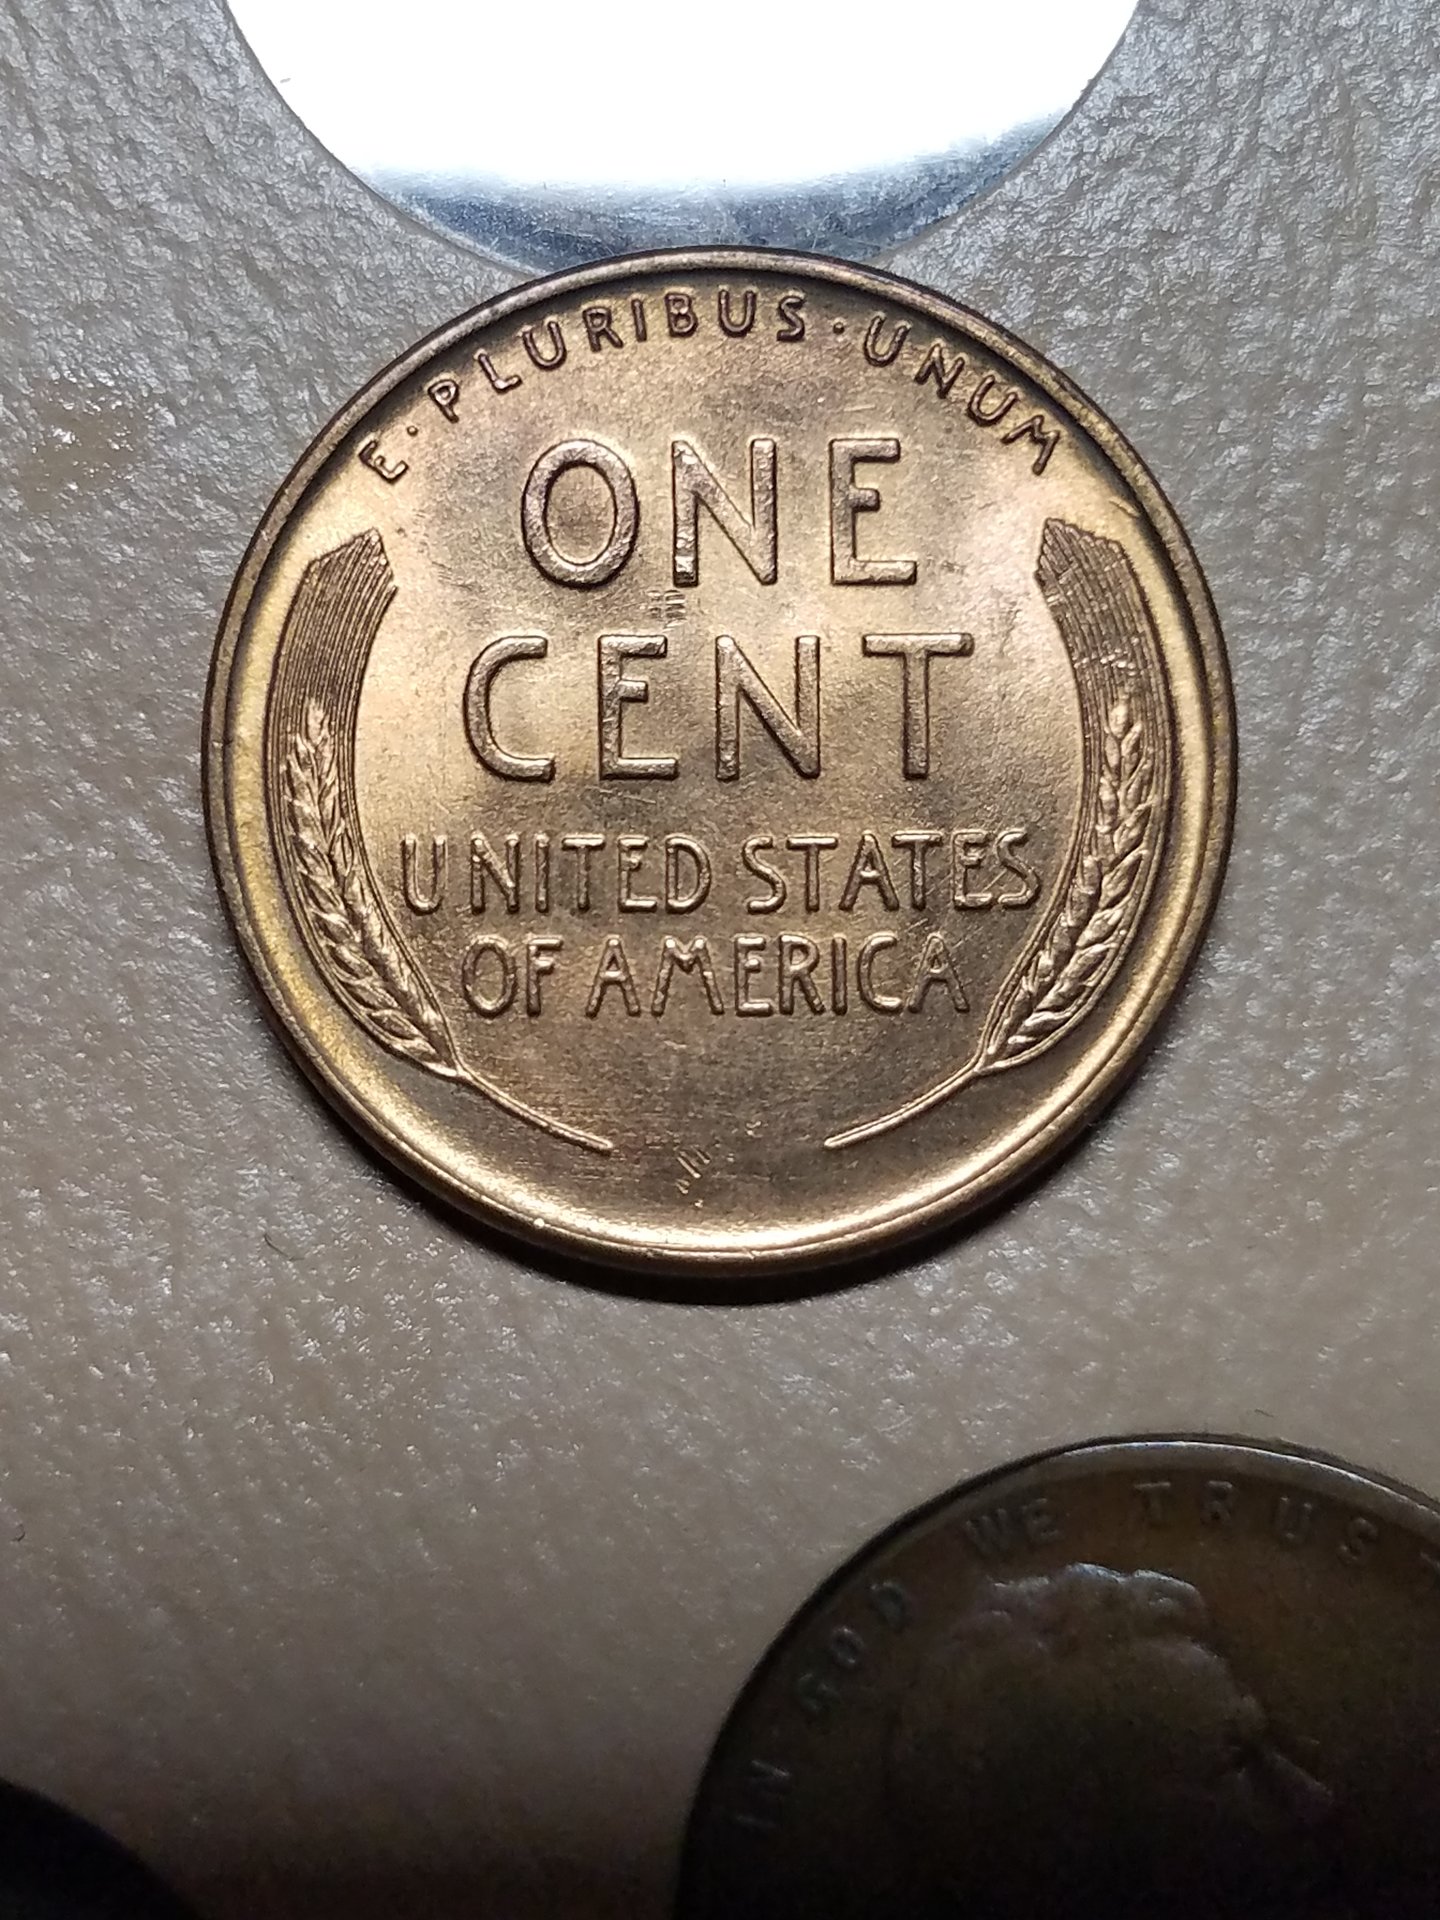 E·PLURIBUS·UNUM
ONE
CENT
UNITED STATES
OF AMERICA
IN GOD WE TRUST